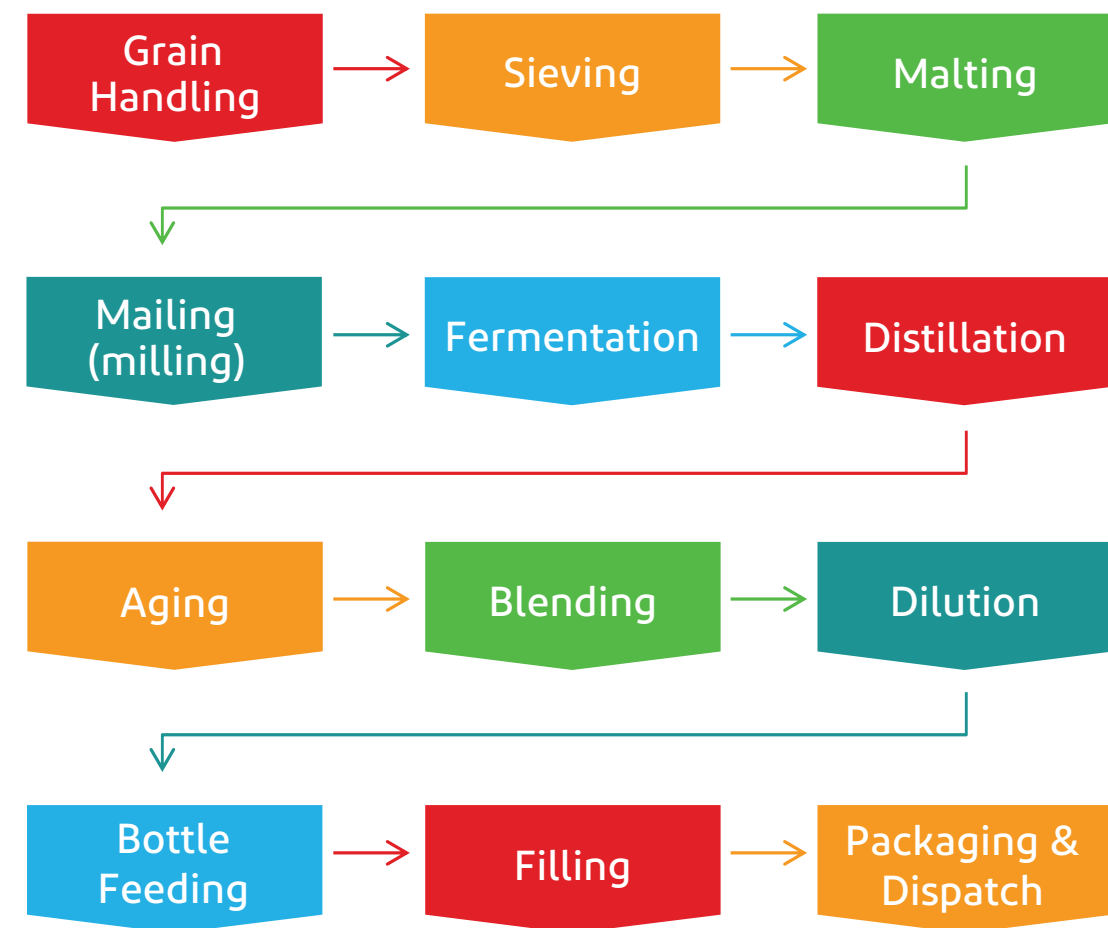 Grain
Handling
Sieving
Malting
Mailing
(milling)
Fermentation
Distillation
Aging
Blending
Dilution
Bottle
Feeding
Filling
Packaging &
Dispatch